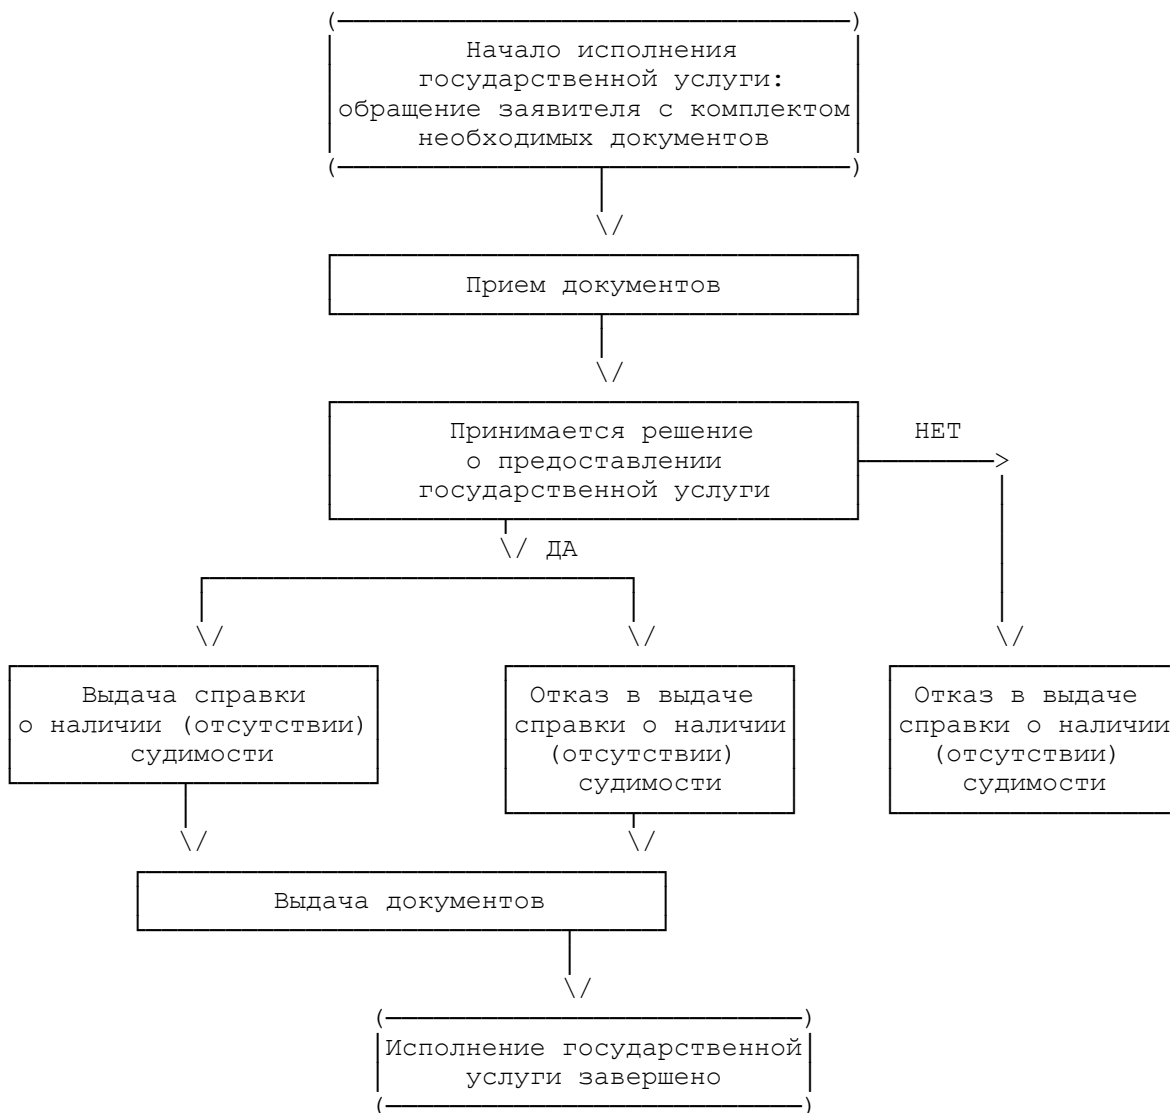 Начало исполнения
государственной услуги:
обращение заявителя с комплектом
необходимых документов
Прием документов
Принимается решение
о предоставлении
государственной услуги
НЕТ
ДА
Выдача справки
о наличии (отсутствии)
судимости
Отказ в выдаче
справки о наличии
(отсутствии)
судимости
Отказ в выдаче
справки о наличии
(отсутствии)
судимости
Выдача документов
Исполнение государственной
услуги завершено